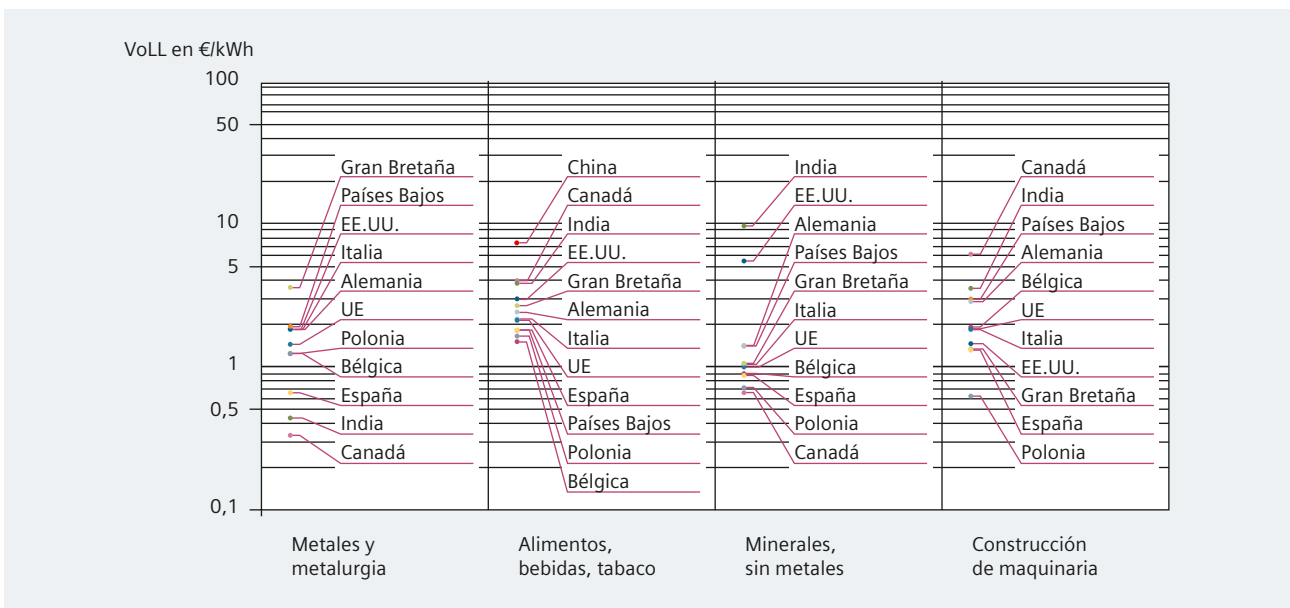 VoLL en €/kWh
100
50
10
5
1
0,5
0,1
Gran Bretaña
Países Bajos
EE.UU.
Italia
Alemania
UE
Polonia
Bélgica
España
India
Canadá
China
Canadá
India
EE.UU.
Gran Bretaña
Alemania
Italia
UE
España
Países Bajos
Polonia
Bélgica
India
EE.UU.
Alemania
Países Bajos
Gran Bretaña
Italia
UE
Bélgica
España
Polonia
Canadá
Canadá
India
Países Bajos
Alemania
Bélgica
UE
Italia
EE.UU.
Gran Bretaña
España
Polonia
Metales y
metalurgia
Alimentos,
bebidas, tabaco
Minerales,
sin metales
Construcción
de maquinaria